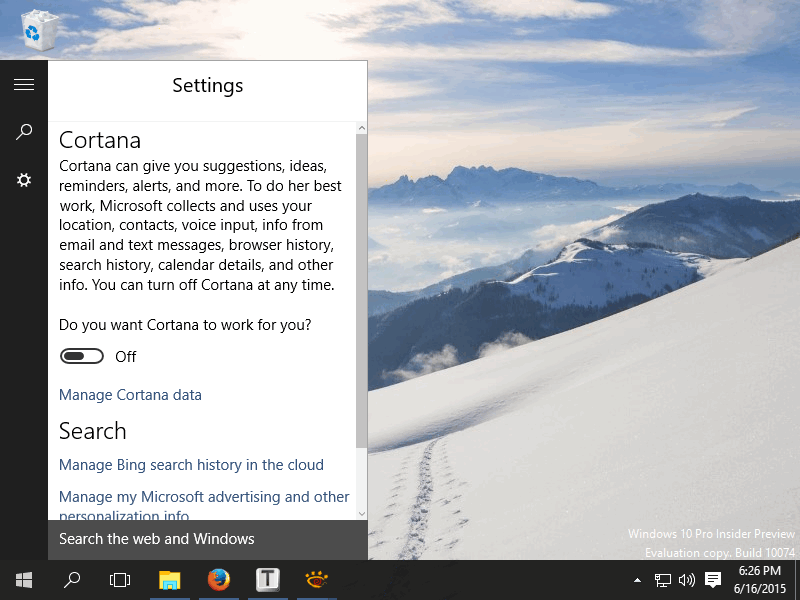 Settings
Cortana
Cortana can give you suggestions, ideas,
reminders, alerts, and more. To do her best
work, Microsoft collects and uses your
location, contacts, voice input, info from
email and text messages, browser history,
search history, calendar details, and other
info. You can turn off Cortana at any time.
Do you want Cortana to work for you?
Off
Manage Cortana data
Search
Manage Bing search history in the cloud
Manage my Microsoft advertising and other
personalization info
Search the web and Windows
Windows 10 Pro Insider Preview
Evaluation copy. Build 10074
T
6:26 PM
6/16/2015